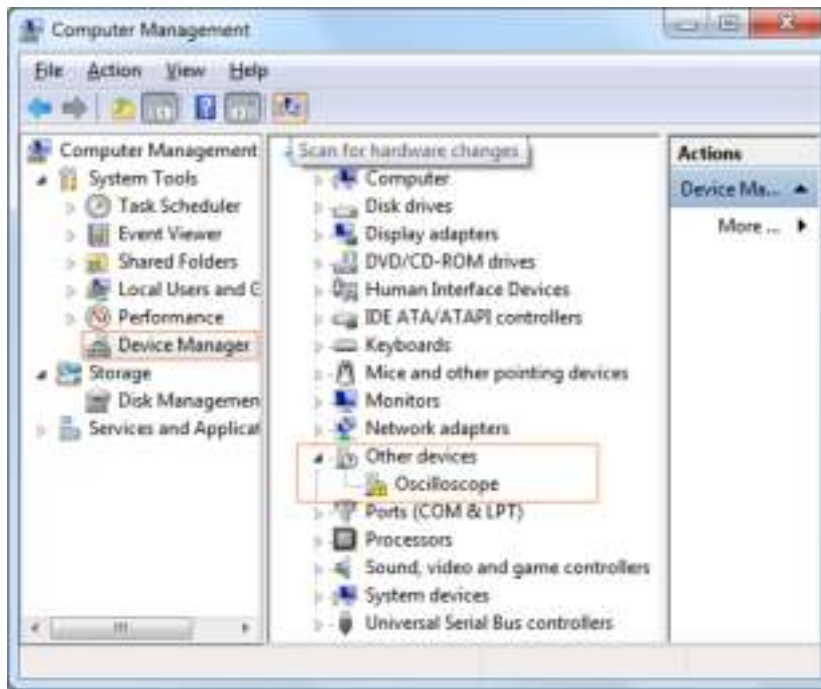 Computer Management
File Action View Help
Scan for hardware changes
Computer Management
System Tools
Task Scheduler
Event Viewer
Shared Folders
Local Users and G
Performance
Device Manager
Storage
Disk Managemen
Services and Applicat
Computer
Disk drives
Display adapters
DVD/CD-ROM drives
Human Interface Devices
IDE ATA/ATAPI controllers
Keyboards
Mice and other pointing devices
Monitors
Network adapters
Other devices
Oscilloscope
Ports (COM & LPT)
Processors
Sound, video and game controllers
System devices
Universal Serial Bus controllers
Actions
Device Ma...
More ...